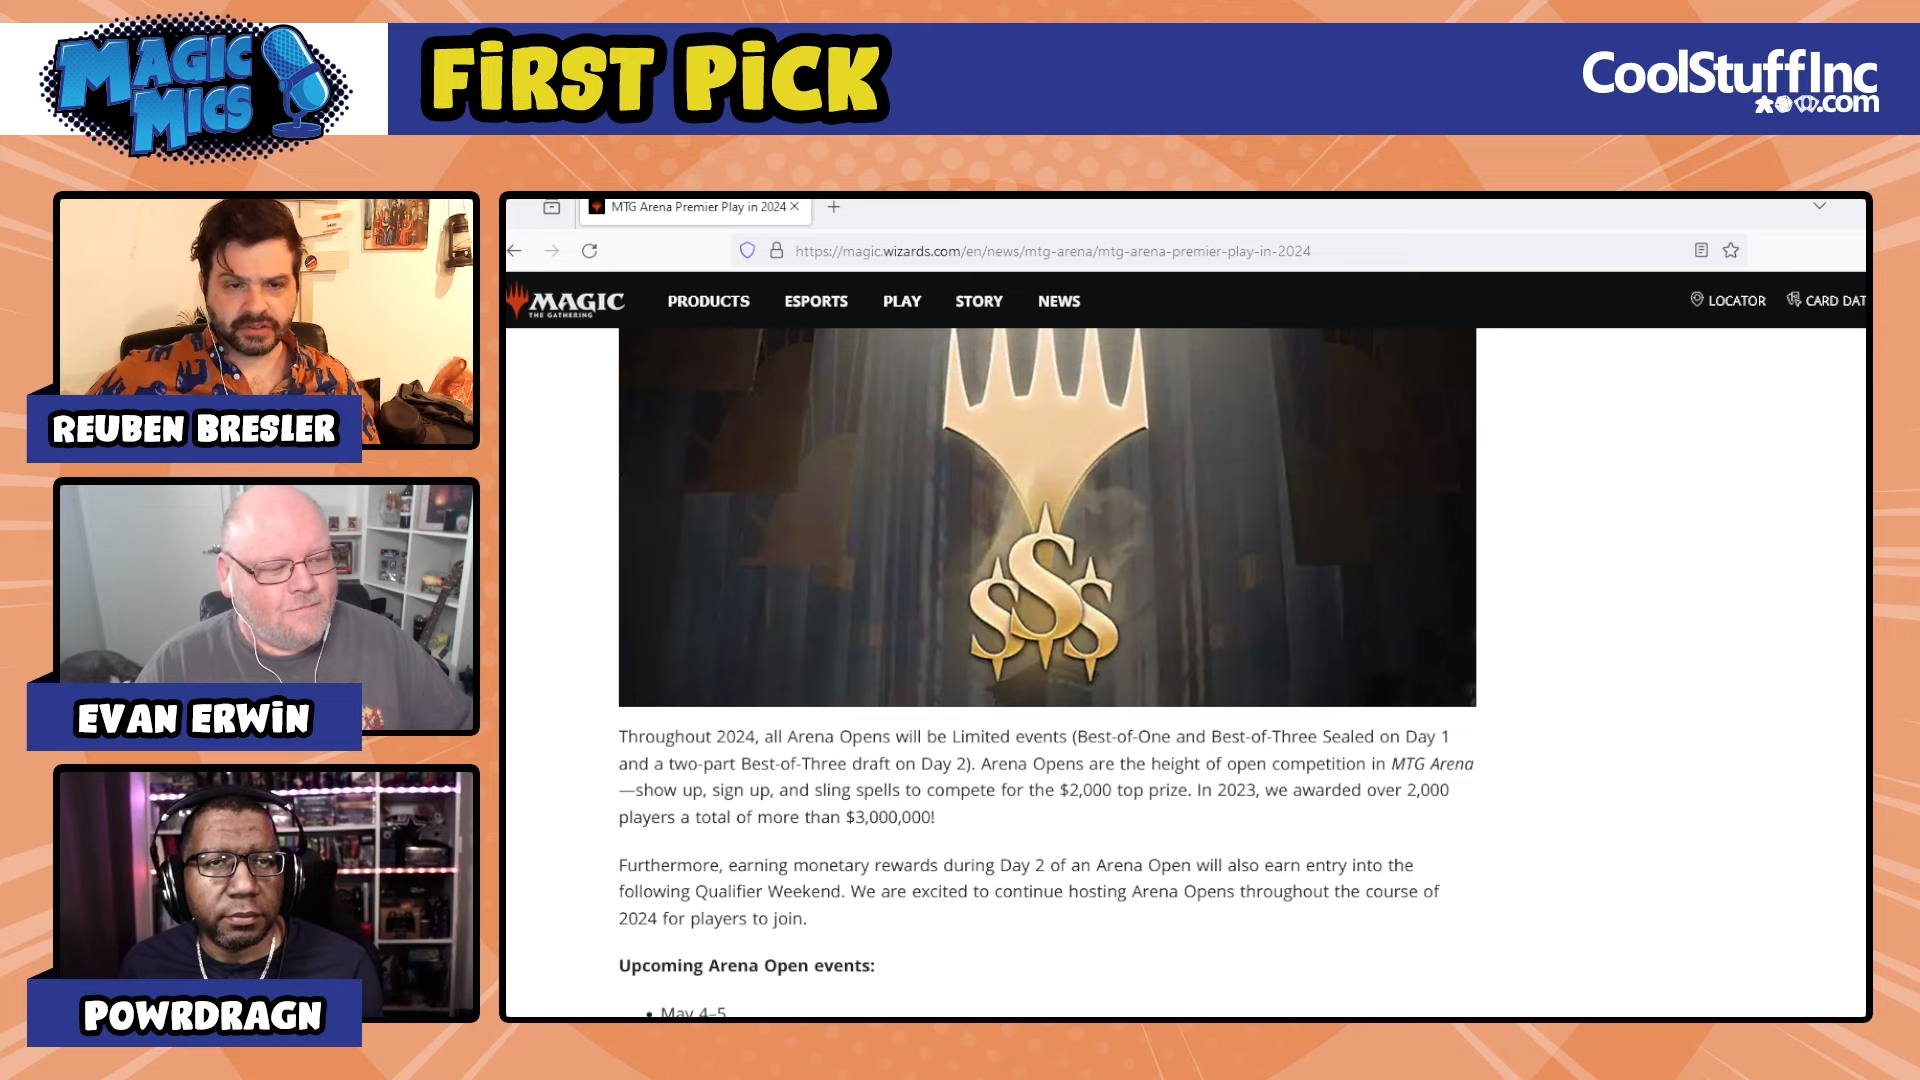 MAGIC MICS
FiRST PiCK
CoolStuffInc
.com
REUBEN BRESLER
EVAN ERWiN
POWRDRAGN
MTG Arena Premier Play in 2024
https://magic.wizards.com/en/news/mtg-arena/mtg-arena-premier-play-in-2024
MAGIC
THE GATHERING
PRODUCTS ESPORTS PLAY STORY NEWS LOCATOR CARD DAT
$$$
Throughout 2024, all Arena Opens will be Limited events (Best-of-One and Best-of-Three Sealed on Day 1
and a two-part Best-of-Three draft on Day 2). Arena Opens are the height of open competition in MTG Arena
—show up, sign up, and sling spells to compete for the $2,000 top prize. In 2023, we awarded over 2,000
players a total of more than $3,000,000!
Furthermore, earning monetary rewards during Day 2 of an Arena Open will also earn entry into the
following Qualifier Weekend. We are excited to continue hosting Arena Opens throughout the course of
2024 for players to join.
Upcoming Arena Open events:
• May 4–5